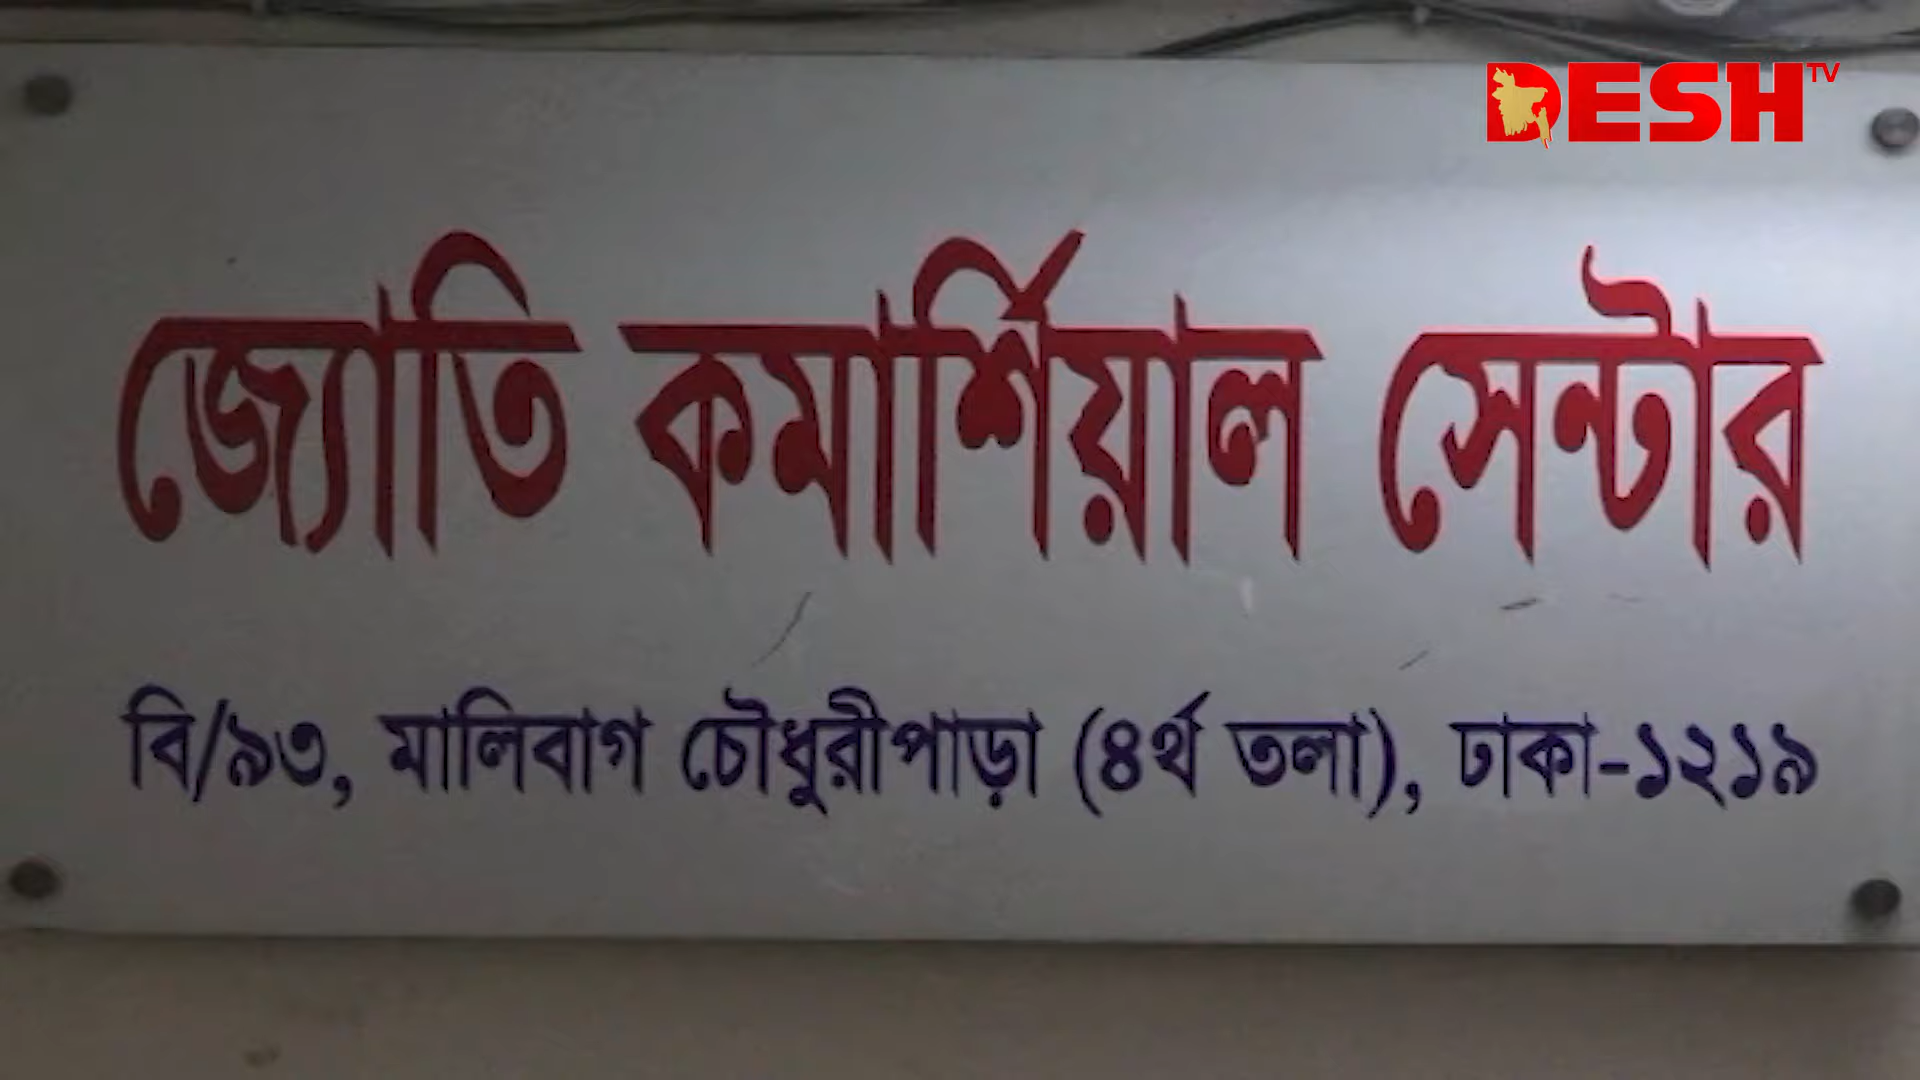 DESH TV
জ্যোতি কমার্শিয়াল সেন্টার
বি/৯৩, মালিবাগ চৌধুরীপাড়া (৪র্থ তলা), ঢাকা-১২১৯